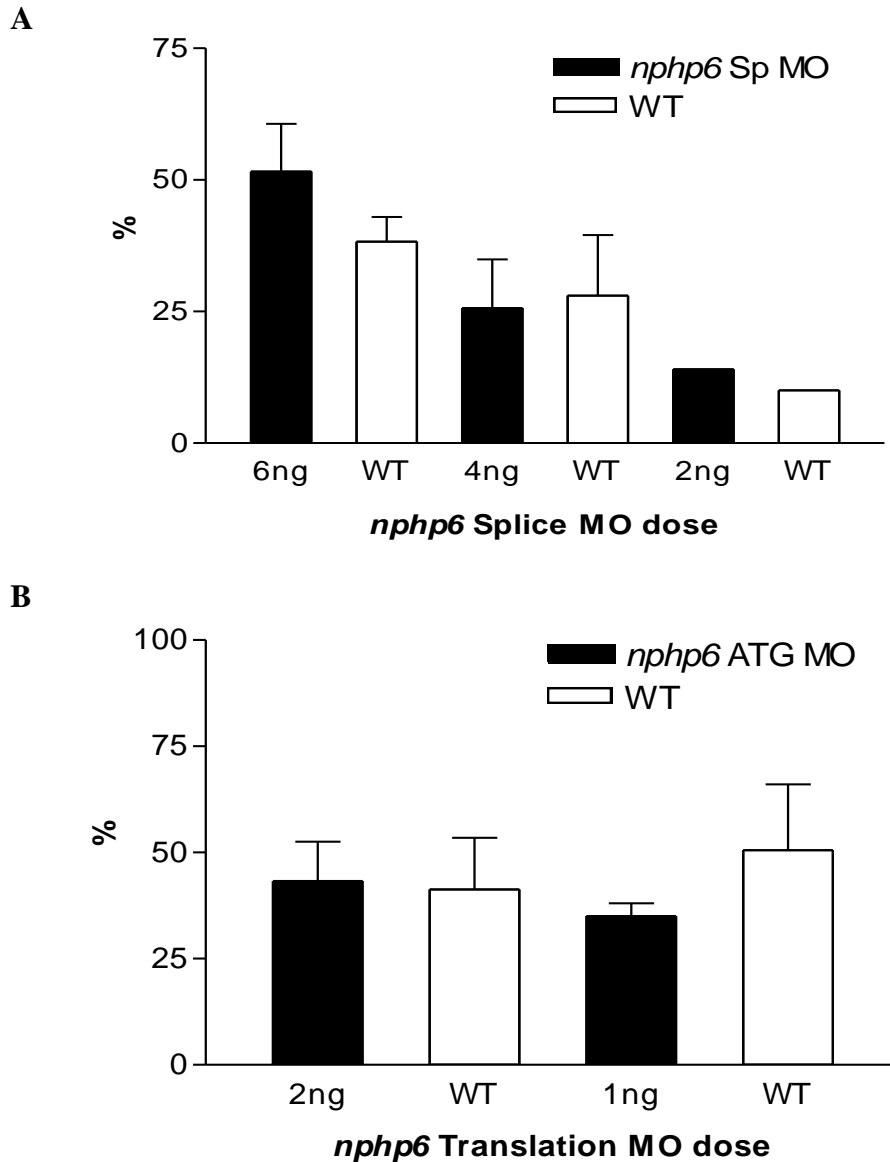 A
75
50
25
0
%
nphp6 Sp MO
WT
6ng WT 4ng WT 2ng WT
nphp6 Splice MO dose
B
100
75
50
25
0
%
nphp6 ATG MO
WT
2ng WT 1ng WT
nphp6 Translation MO dose